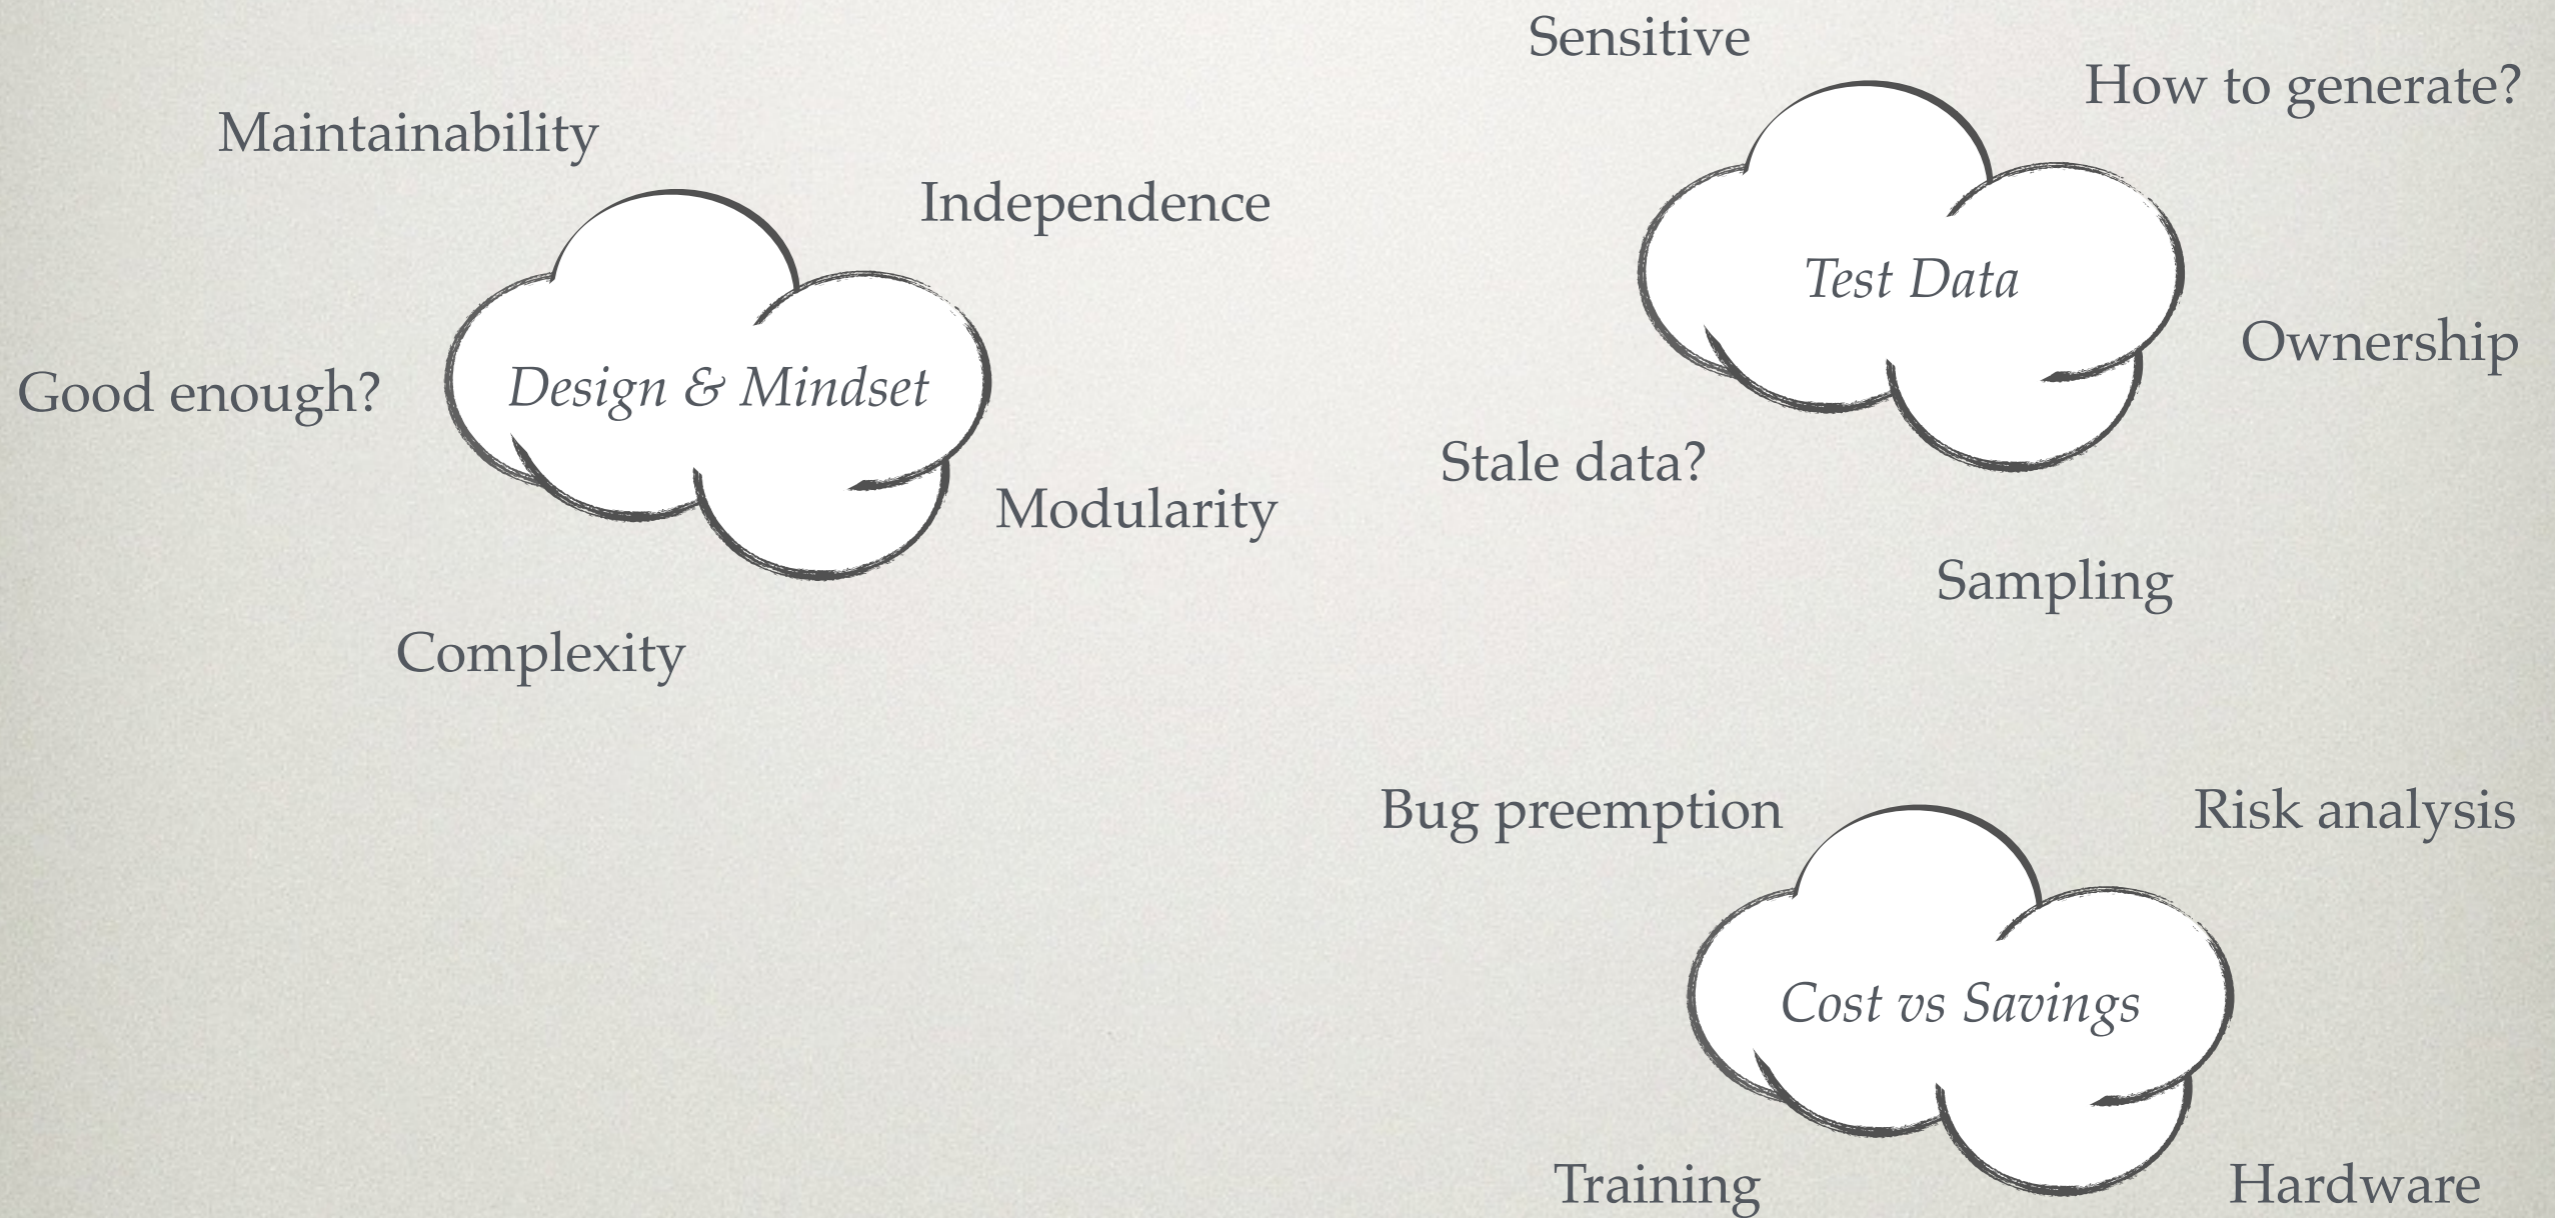 Maintainability
Independence
Good enough?
Design & Mindset
Modularity
Complexity
Sensitive
How to generate?
Test Data
Ownership
Stale data?
Sampling
Bug preemption
Risk analysis
Cost vs Savings
Training
Hardware